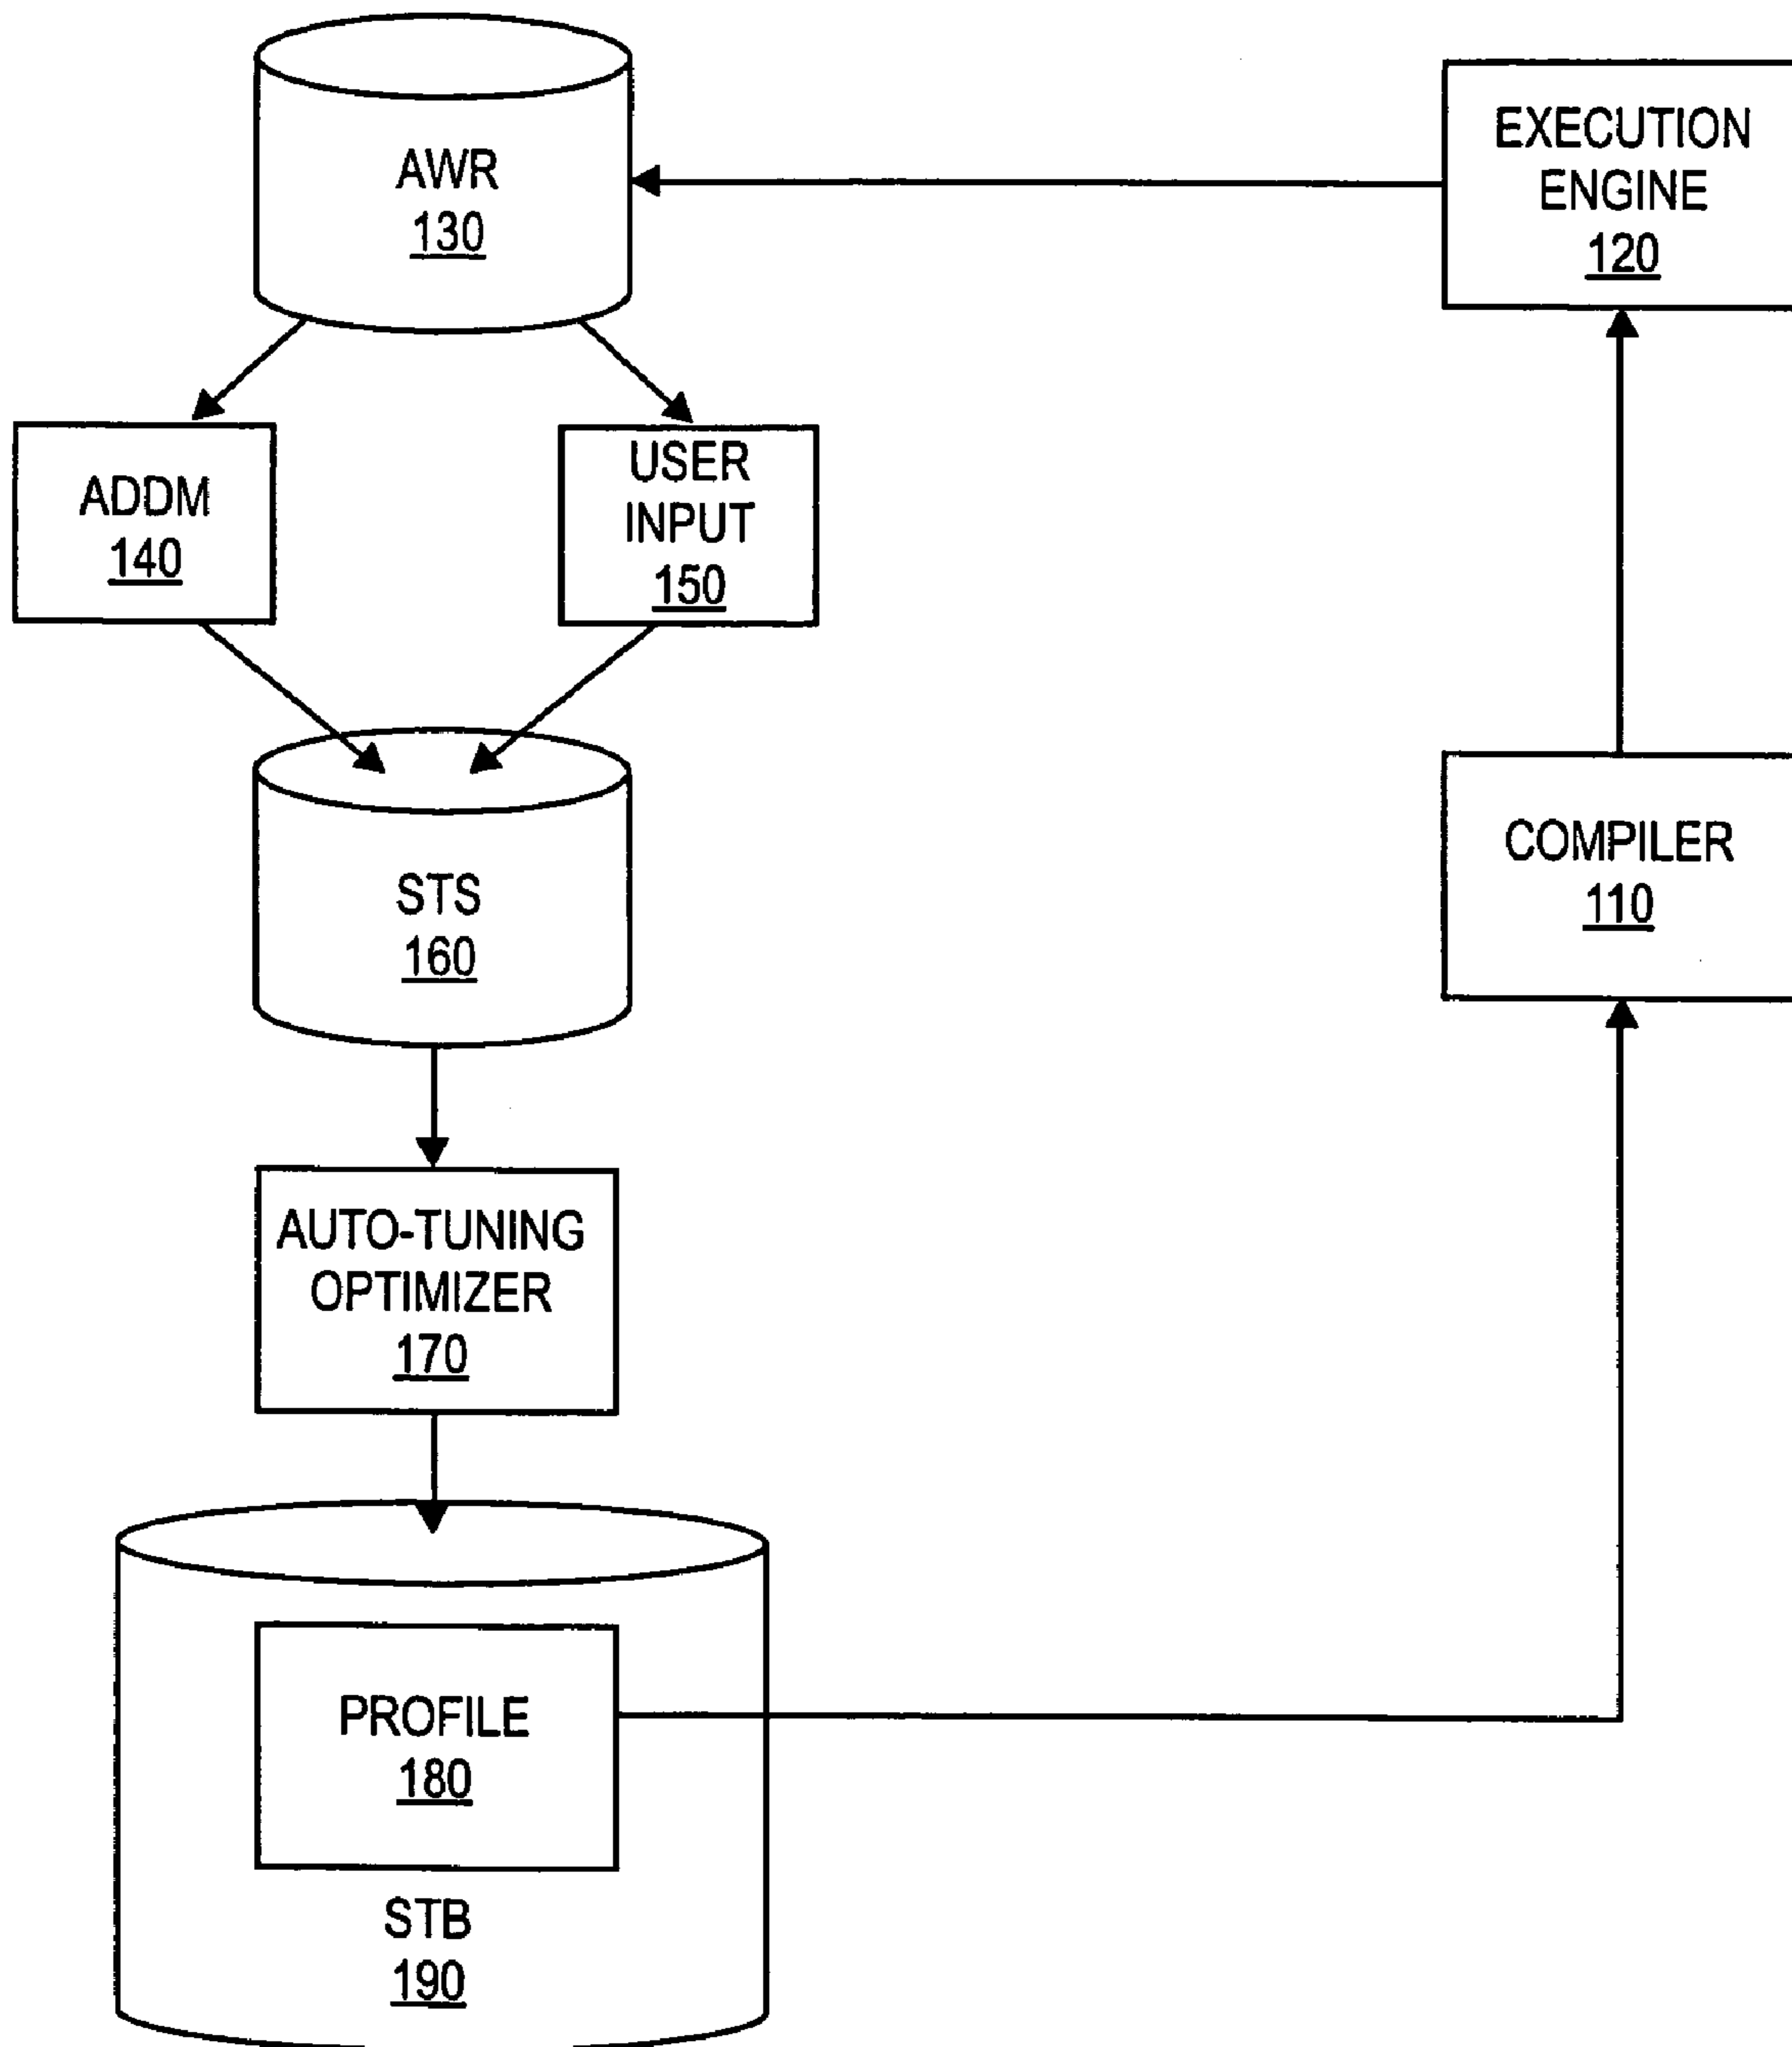 AWR
130
EXECUTION
ENGINE
120
ADDM
140
USER
INPUT
150
STS
160
COMPILER
110
AUTO-TUNING
OPTIMIZER
170
PROFILE
180
STB
190